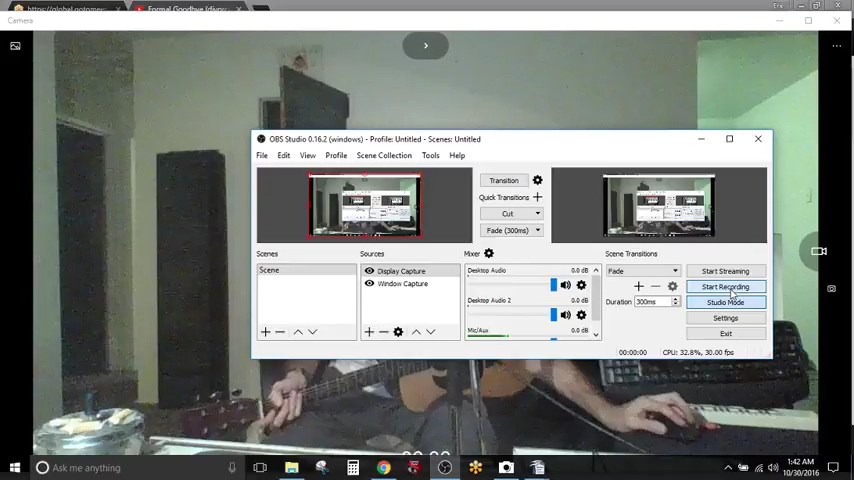 https://globel.optomec...
Formal Goodbye (divor...
Camera
OBS Studio 0.16.2 (windows) - Profile: Untitled - Scenes: Untitled
File Edit View Profile Scene Collection Tools Help
Transition
Quick Transitions
Cut
Fade (300ms)
Scenes
Sources
Mixer
Scene Transitions
Scene
Display Capture
Window Capture
Desktop Audio 0.0 dB
Desktop Audio 2 0.0 dB
Mic/Aux 0.0 dB
Fade
Duration 300ms
Start Streaming
Start Recording
Studio Mode
Settings
Exit
00:00:00 CPU: 32.8%, 30.00 fps
Ask me anything
1:42 AM
10/30/2016